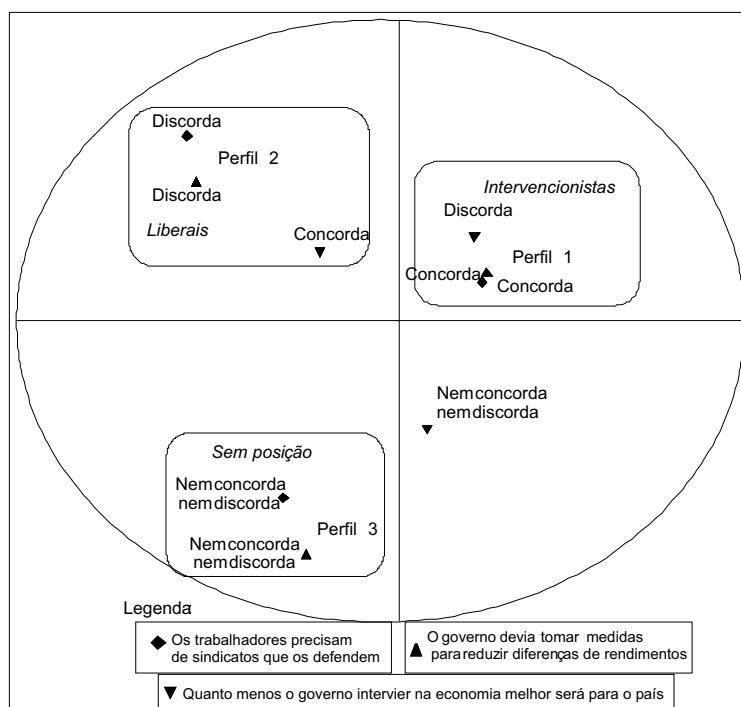 Discorda
Perfil 2
Discorda
Liberais
Concorda
Intervencionistas
Discorda
Perfil 1
Concorda
Concorda
Nem concorda
nem discorda
Sem posição
Nem concorda
nem discorda
Perfil 3
Nem concorda
nem discorda
Legenda:
Os trabalhadores precisam
de sindicatos que os defendem
O governo devia tomar medidas
para reduzir diferenças de rendimentos
Quanto menos o governo intervier na economia melhor será para o país